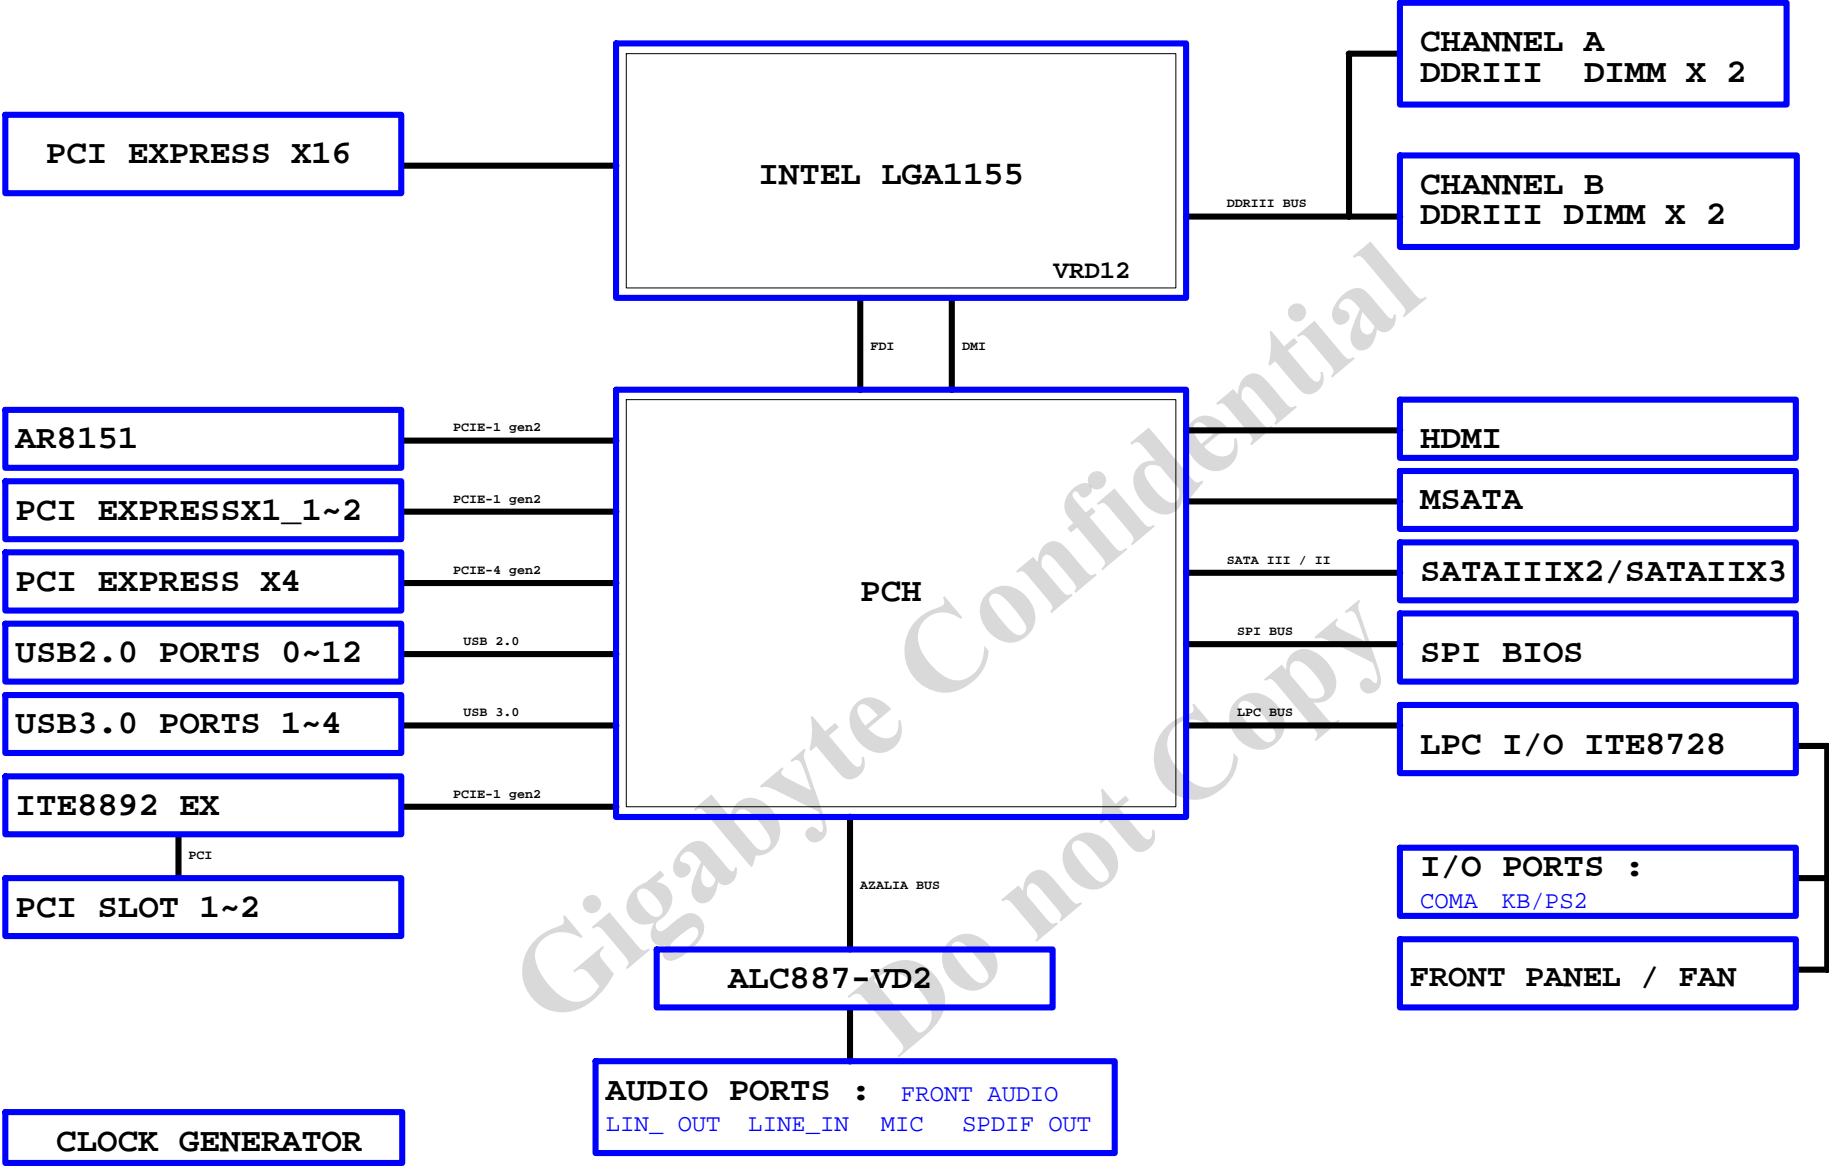 CHANNEL A
DDRIII DIMM X 2
PCI EXPRESS X16
INTEL LGA1155
VRD12
DDRIII BUS
CHANNEL B
DDRIII DIMM X 2
FDI
DMI
AR8151
PCIE-1 gen2
PCI EXPRESSX1_1~2
PCIE-1 gen2
PCI EXPRESS X4
PCIE-4 gen2
USB2.0 PORTS 0~12
USB 2.0
USB3.0 PORTS 1~4
USB 3.0
ITE8892 EX
PCIE-1 gen2
PCI
PCI SLOT 1~2
PCH
HDMI
MSATA
SATA III / II
SATAIIIX2/SATAIIX3
SPI BUS
SPI BIOS
LPC BUS
LPC I/O ITE8728
I/O PORTS :
COMA KB/PS2
FRONT PANEL / FAN
AZALIA BUS
ALC887-VD2
AUDIO PORTS : FRONT AUDIO
LIN_ OUT LINE_IN MIC SPDIF OUT
CLOCK GENERATOR
Gigabyte Confidential
Do not Copy